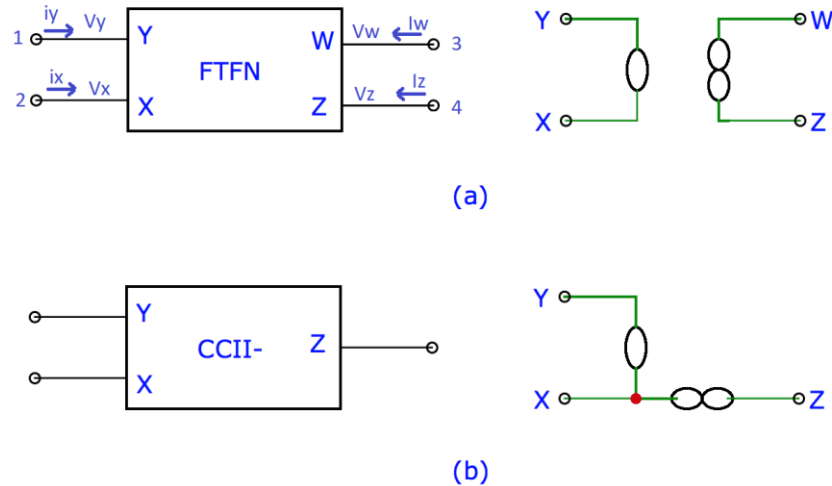 iy Vy Iw Y W
1 Y Vw W 3
FTFN
ix Vx Iz
2 X Vz Z 4 X Z
(a)
Y Y
CCII- Z
X X Z
(b)